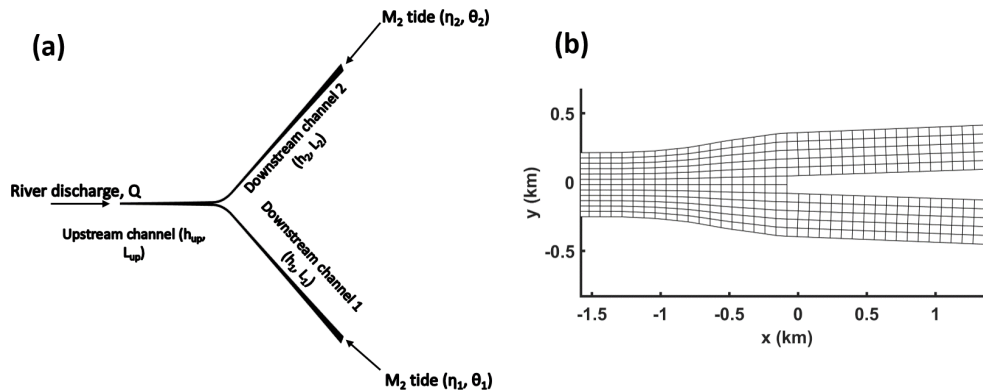 (a)
M₂ tide (η₂, θ₂)
Downstream channel 2
(h₂, L₂)
River discharge, Q
Upstream channel (hup,
Lup)
Downstream channel 1
(h₁, L₁)
M₂ tide (η₁, θ₁)
(b)
y (km)
0.5
0
-0.5
-1.5 -1 -0.5 0 0.5 1
x (km)